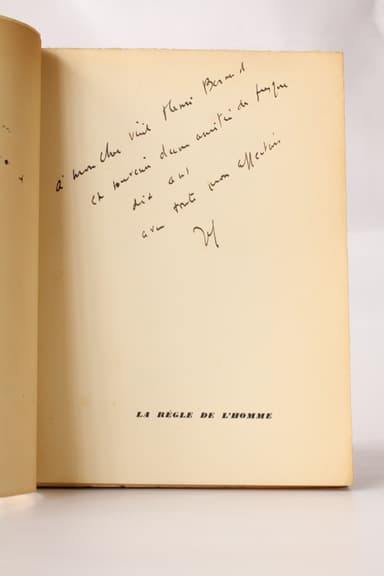 à mon cher vieil Henri Bernard
en souvenir d'une amitié de presque
dix ans
avec toute mon affection
LA RÈGLE DE L'HOMME